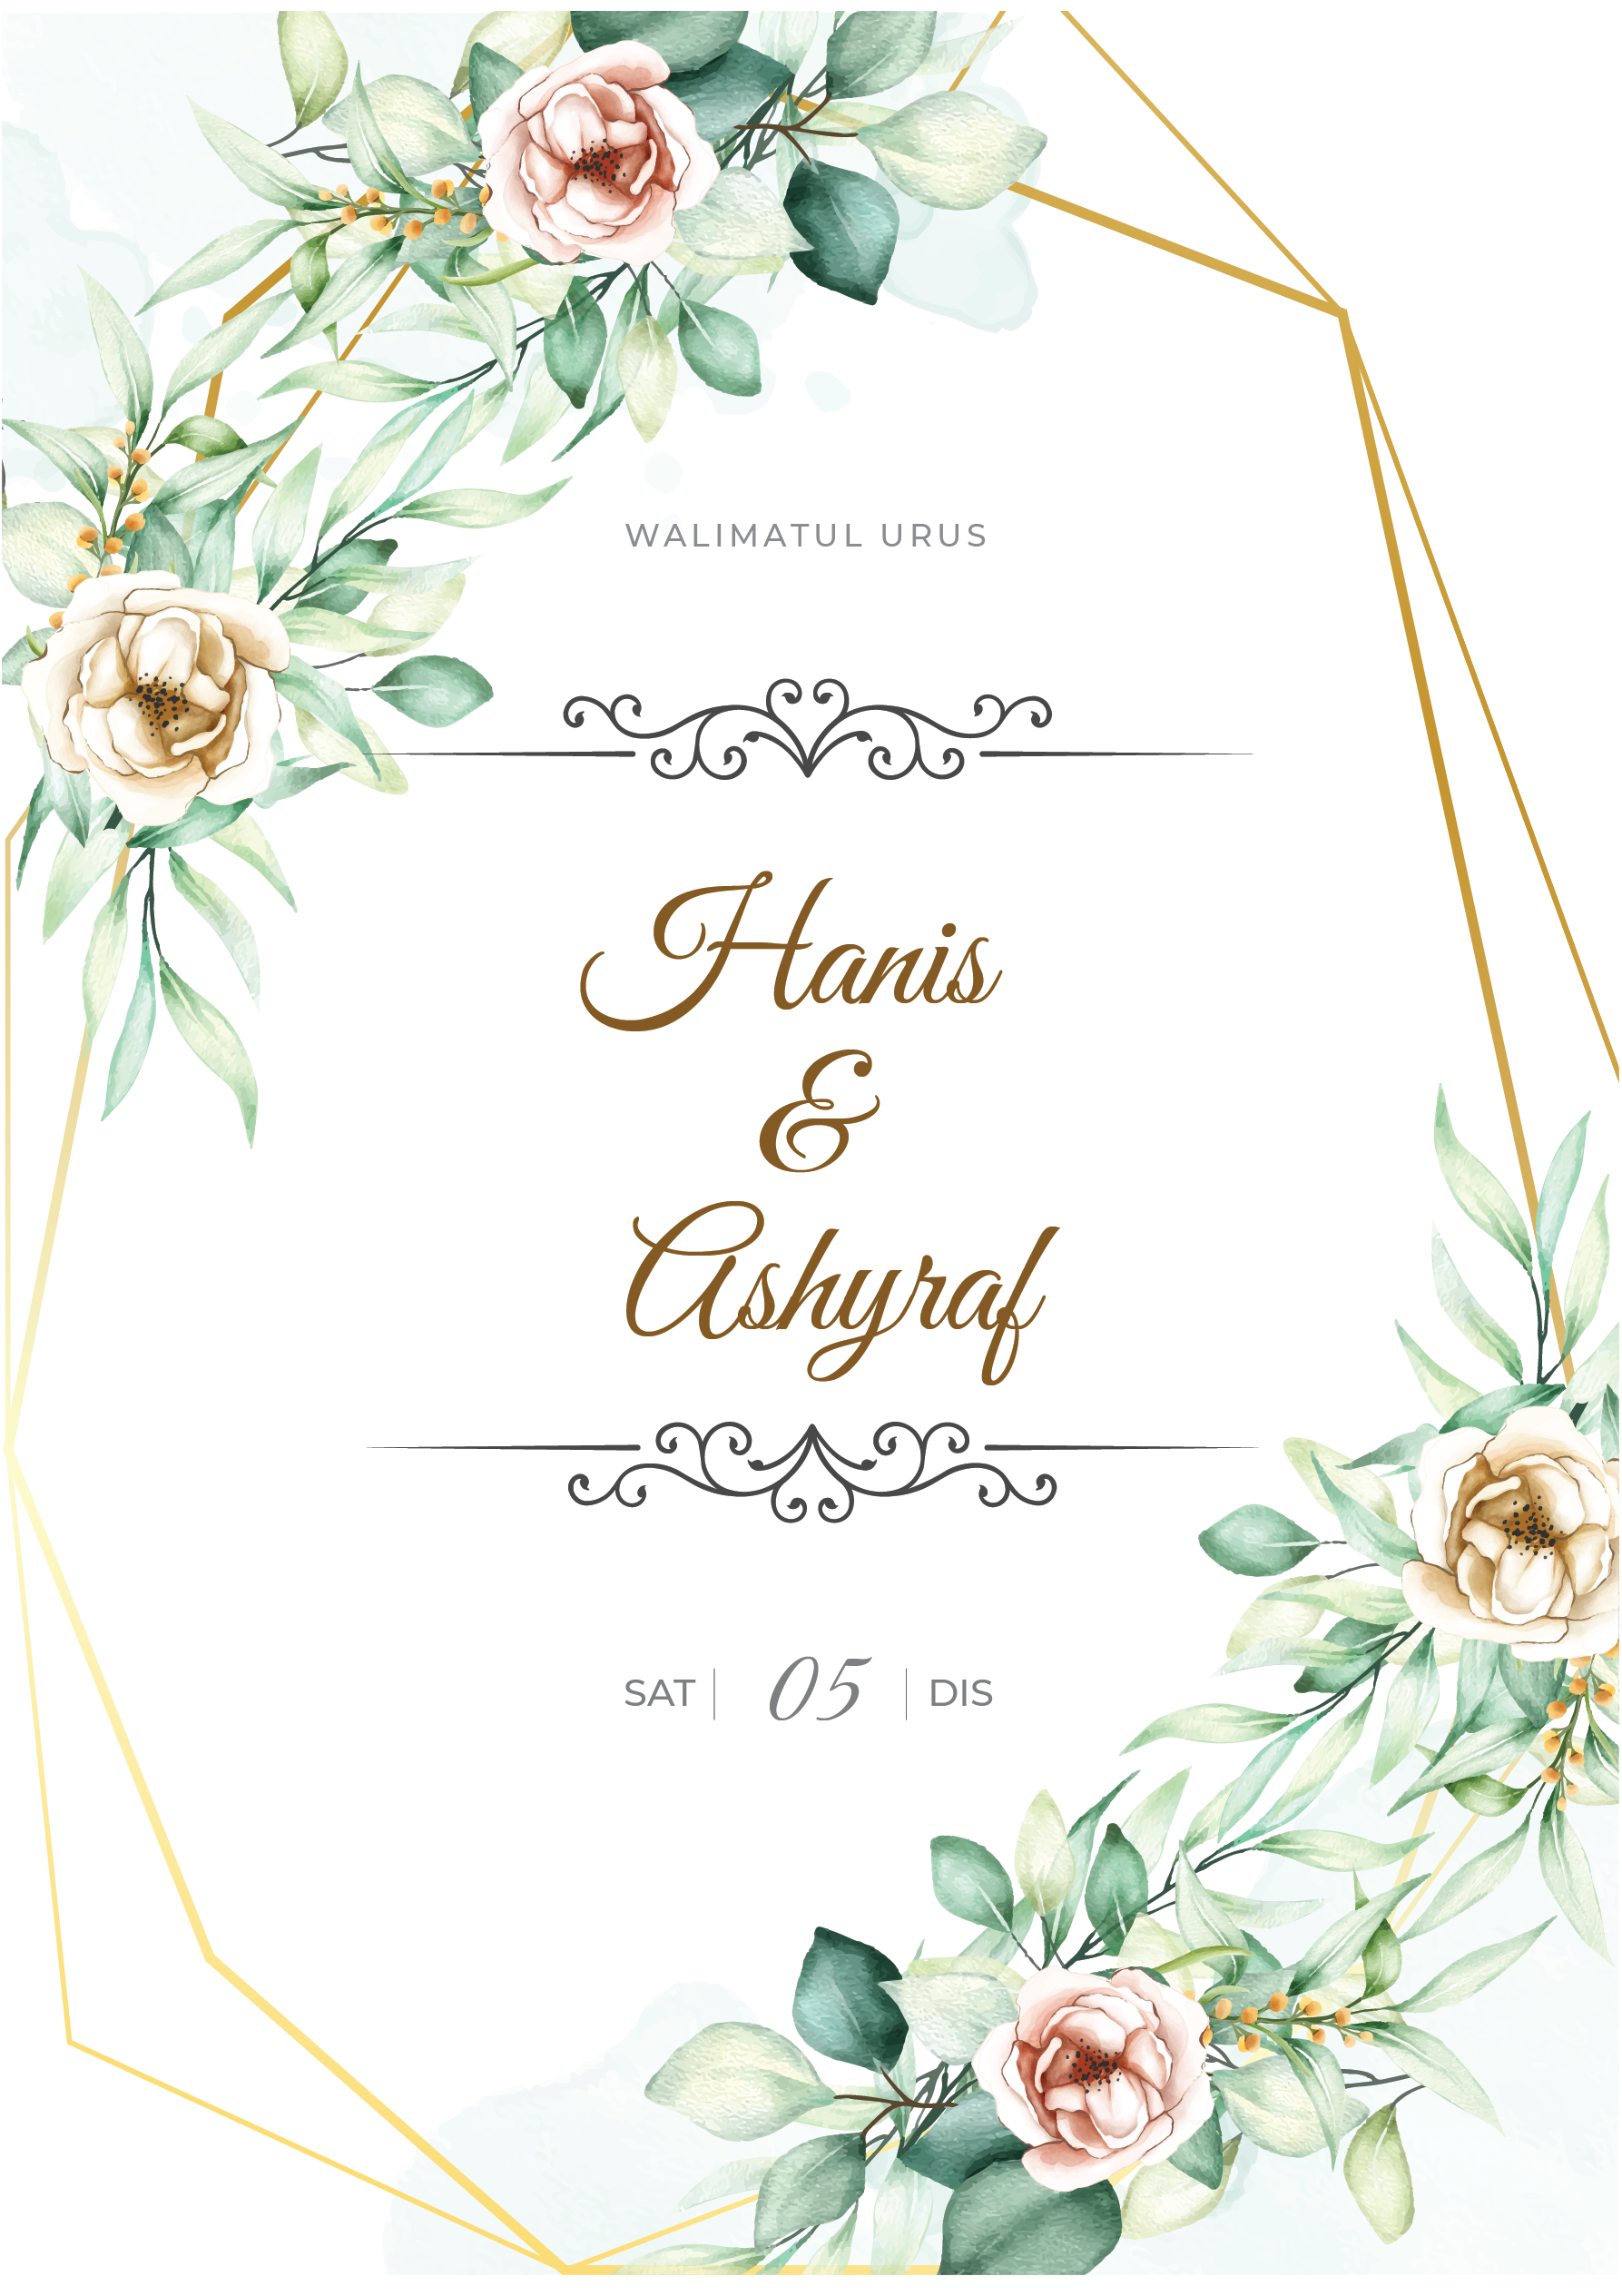 WALIMATUL URUS
Hanis
&
Ashyraf
SAT | 05 | DIS